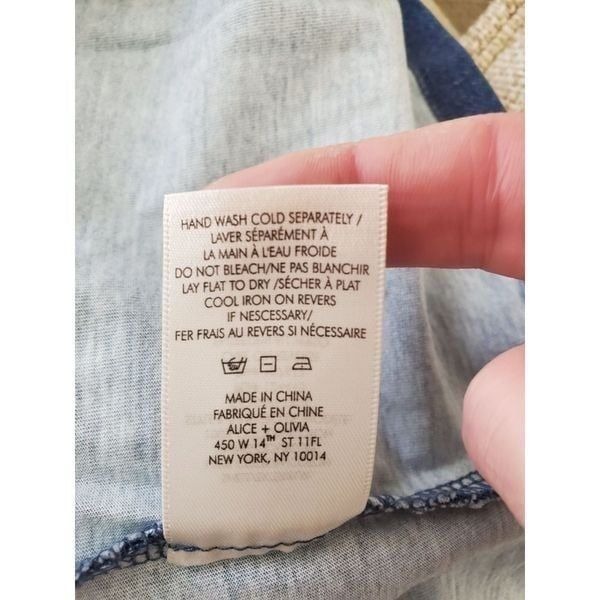 HAND WASH COLD SEPARATELY /
LAVER SÉPARÉMENT À
LA MAIN À L'EAU FROIDE
DO NOT BLEACH/NE PAS BLANCHIR
LAY FLAT TO DRY /SÉCHER À PLAT
COOL IRON ON REVERS
IF NESCESSARY/
FER FRAIS AU REVERS SI NÉCESSAIRE
MADE IN CHINA
FABRIQUÉ EN CHINE
ALICE + OLIVIA
450 W 14TH ST 11FL
NEW YORK, NY 10014